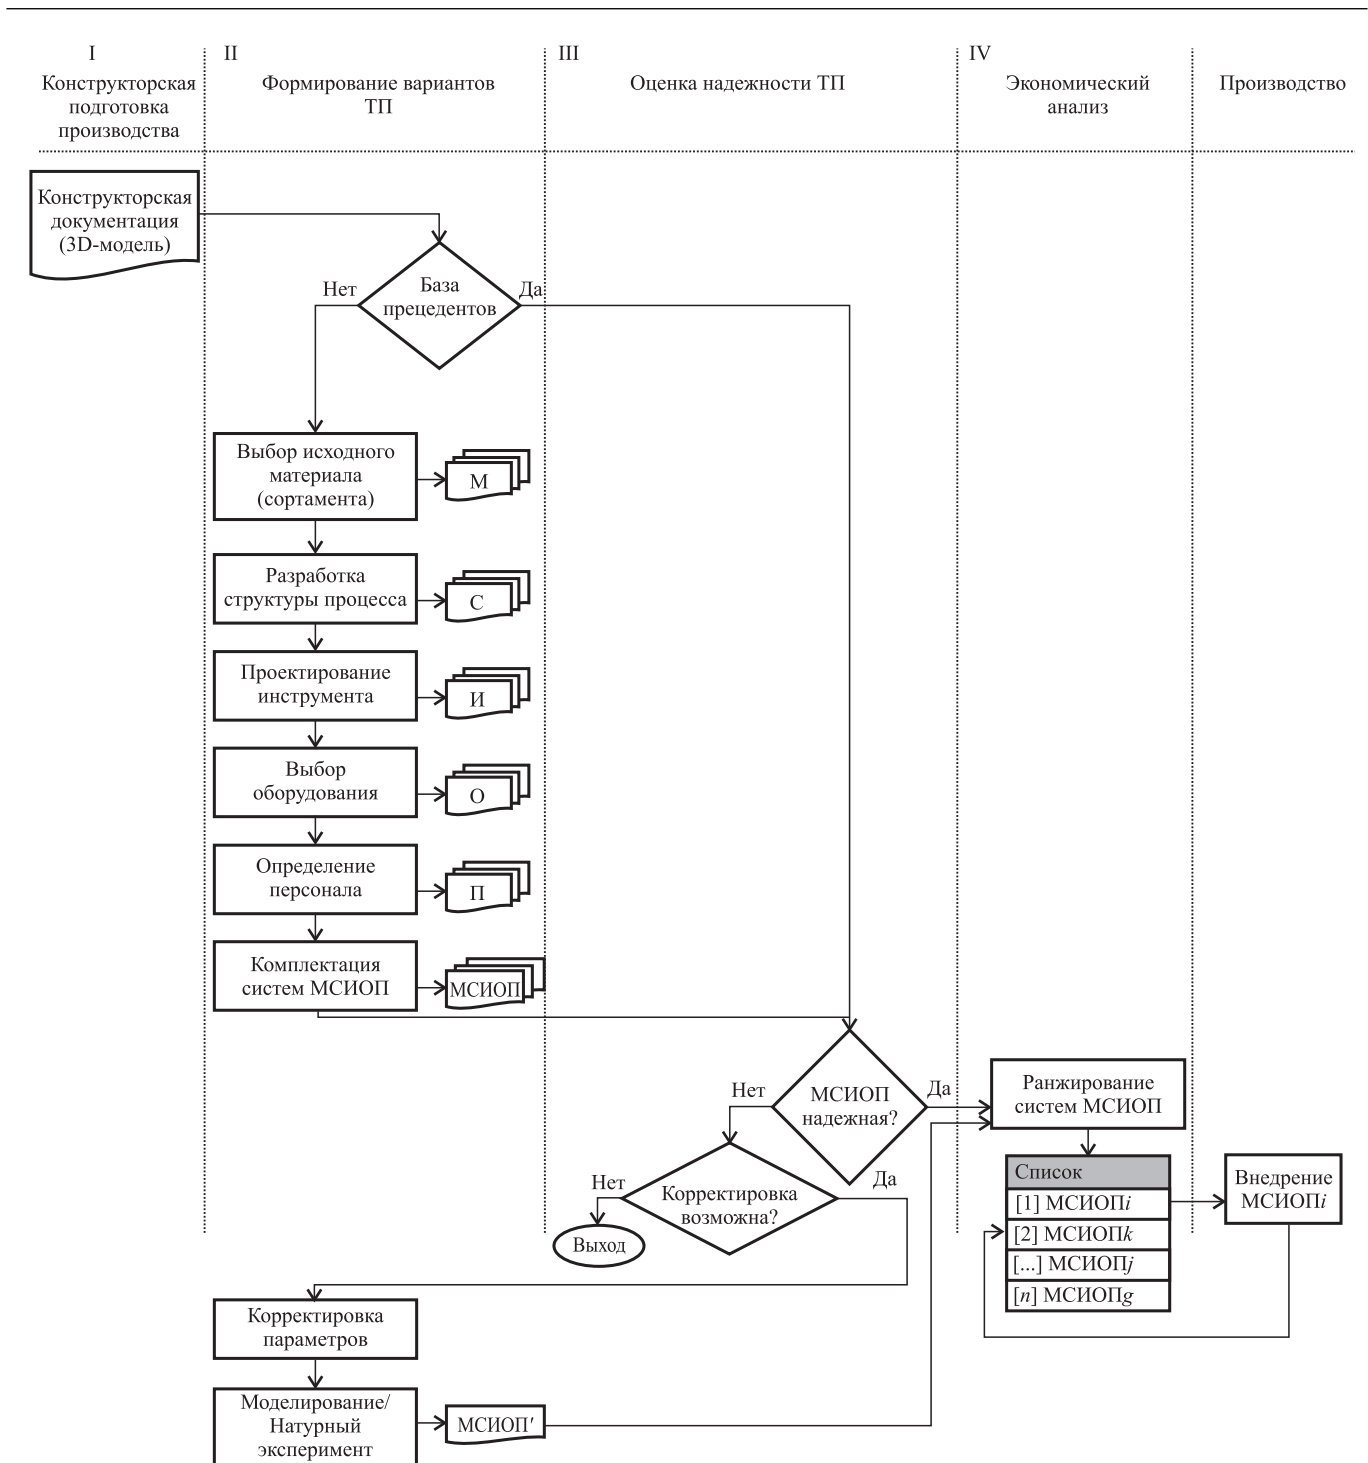 I
Конструкторская
подготовка
производства
II
Формирование вариантов
ТП
III
Оценка надежности ТП
IV
Экономический
анализ
Производство
Конструкторская
документация
(3D-модель)
База
прецедентов
Нет
Да
Выбор исходного
материала
(сортамента)
М
Разработка
структуры процесса
С
Проектирование
инструмента
И
Выбор
оборудования
О
Определение
персонала
П
Комплектация
систем МСИОП
МСИОП
МСИОП
надежная?
Нет
Да
Ранжирование
систем МСИОП
Корректировка
возможна?
Нет
Да
Выход
Список
[1] МСИОПi
[2] МСИОПk
[...] МСИОПj
[n] МСИОПg
Внедрение
МСИОПi
Корректировка
параметров
Моделирование/
Натурный
эксперимент
МСИОП′